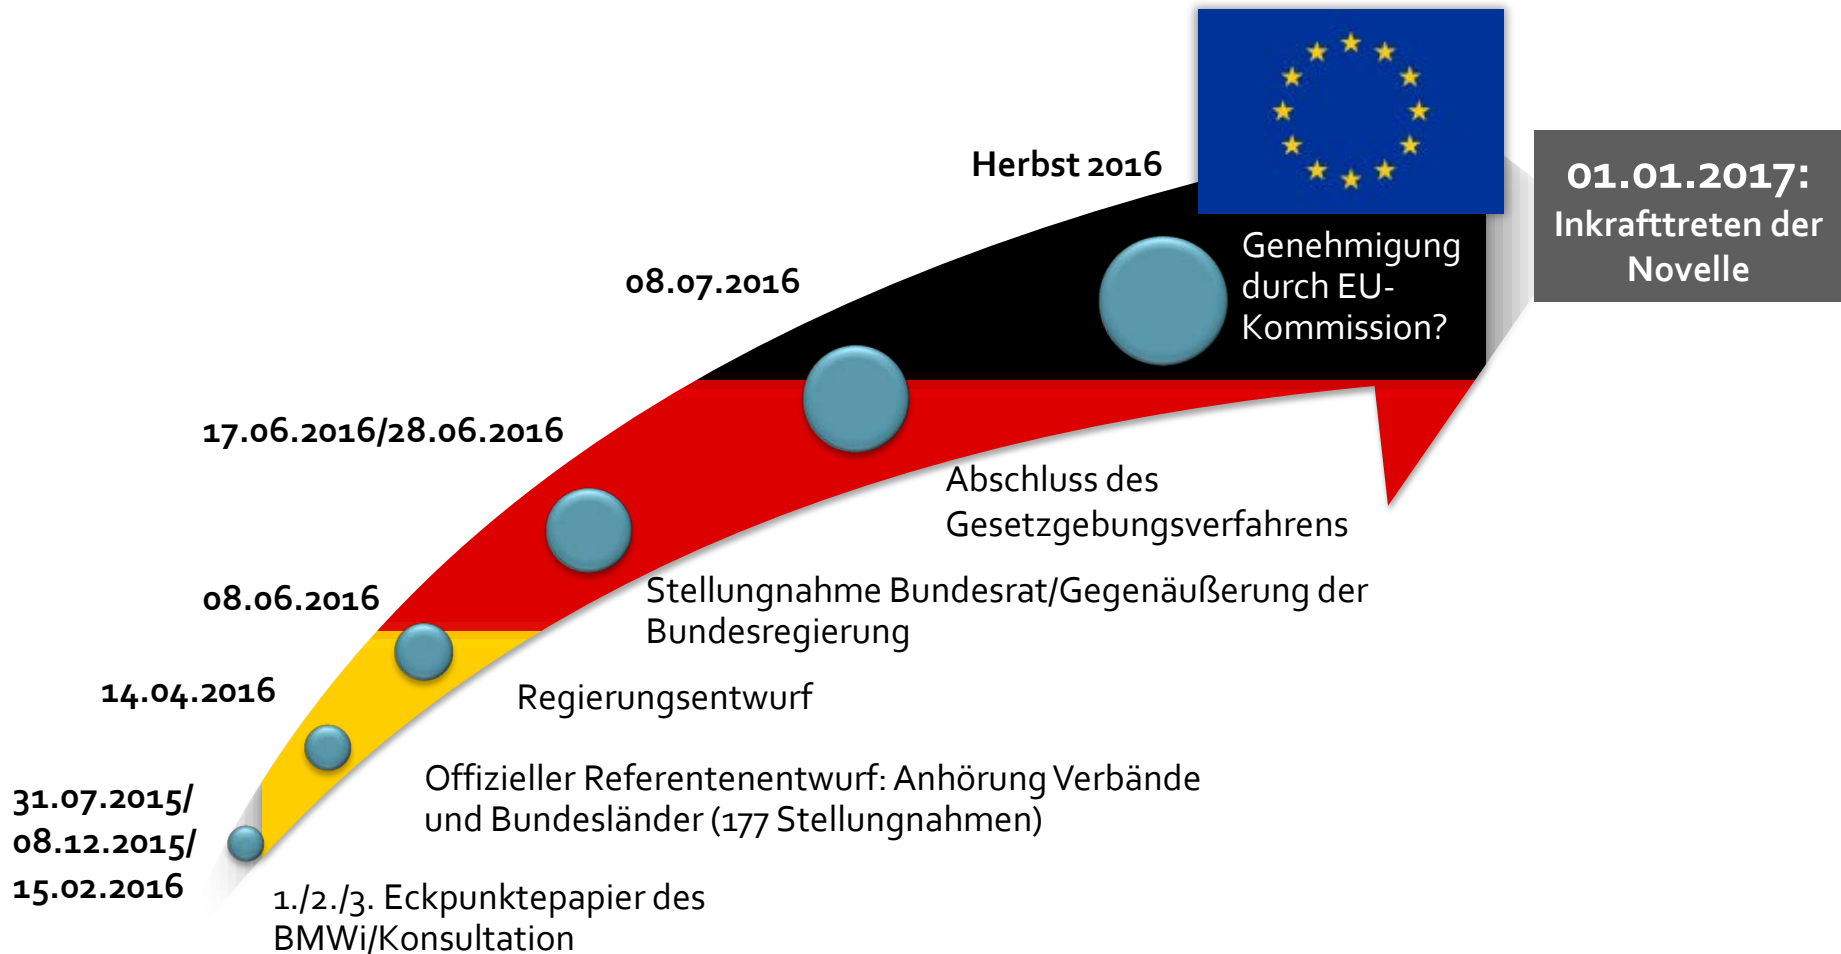 Herbst 2016
01.01.2017:
Inkrafttreten der
Novelle
Genehmigung
durch EU-
Kommission?
08.07.2016
Abschluss des
Gesetzgebungsverfahrens
17.06.2016/28.06.2016
Stellungnahme Bundesrat/Gegenäußerung der
Bundesregierung
08.06.2016
Regierungsentwurf
14.04.2016
Offizieller Referentenentwurf: Anhörung Verbände
und Bundesländer (177 Stellungnahmen)
31.07.2015/
08.12.2015/
15.02.2016
1./2./3. Eckpunktepapier des
BMWi/Konsultation